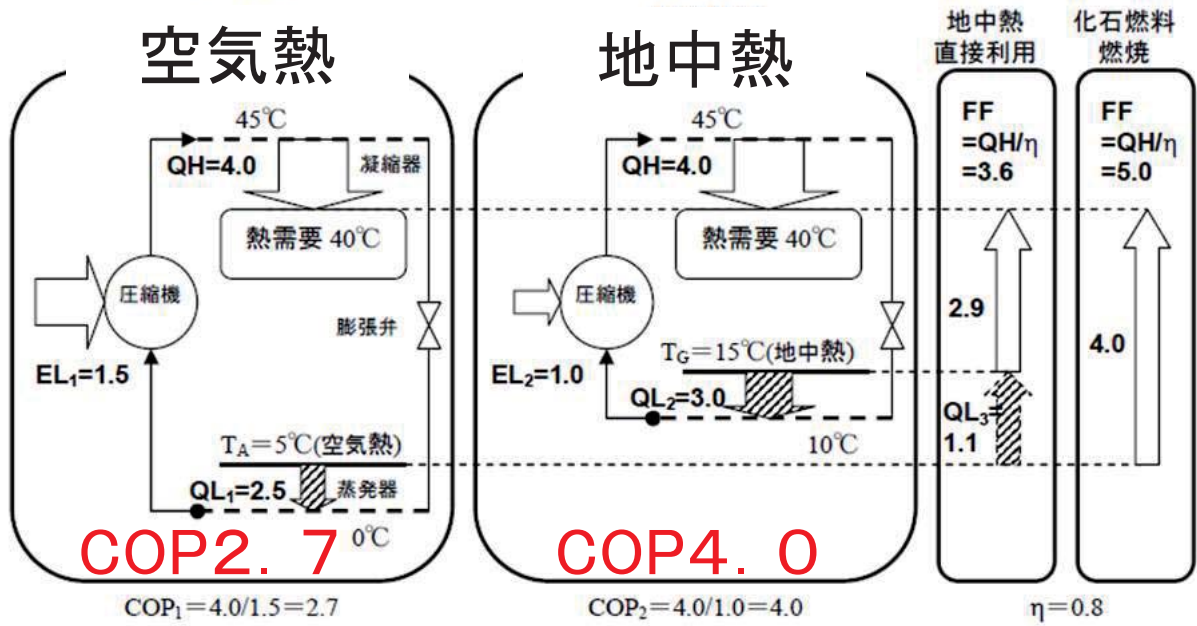 空気熱
45℃
QH=4.0
凝縮器
熱需要 40℃
圧縮機
膨張弁
EL₁=1.5
T_A=5℃(空気熱)
QL₁=2.5
蒸発器
0℃
COP2．7
COP₁=4.0/1.5=2.7
地中熱
45℃
QH=4.0
熱需要 40℃
圧縮機
EL₂=1.0
T_G=15℃(地中熱)
QL₂=3.0
10℃
COP4．0
COP₂=4.0/1.0=4.0
地中熱
直接利用
FF
=QH/η
=3.6
2.9
QL₃=
1.1
化石燃料
燃焼
FF
=QH/η
=5.0
4.0
η=0.8